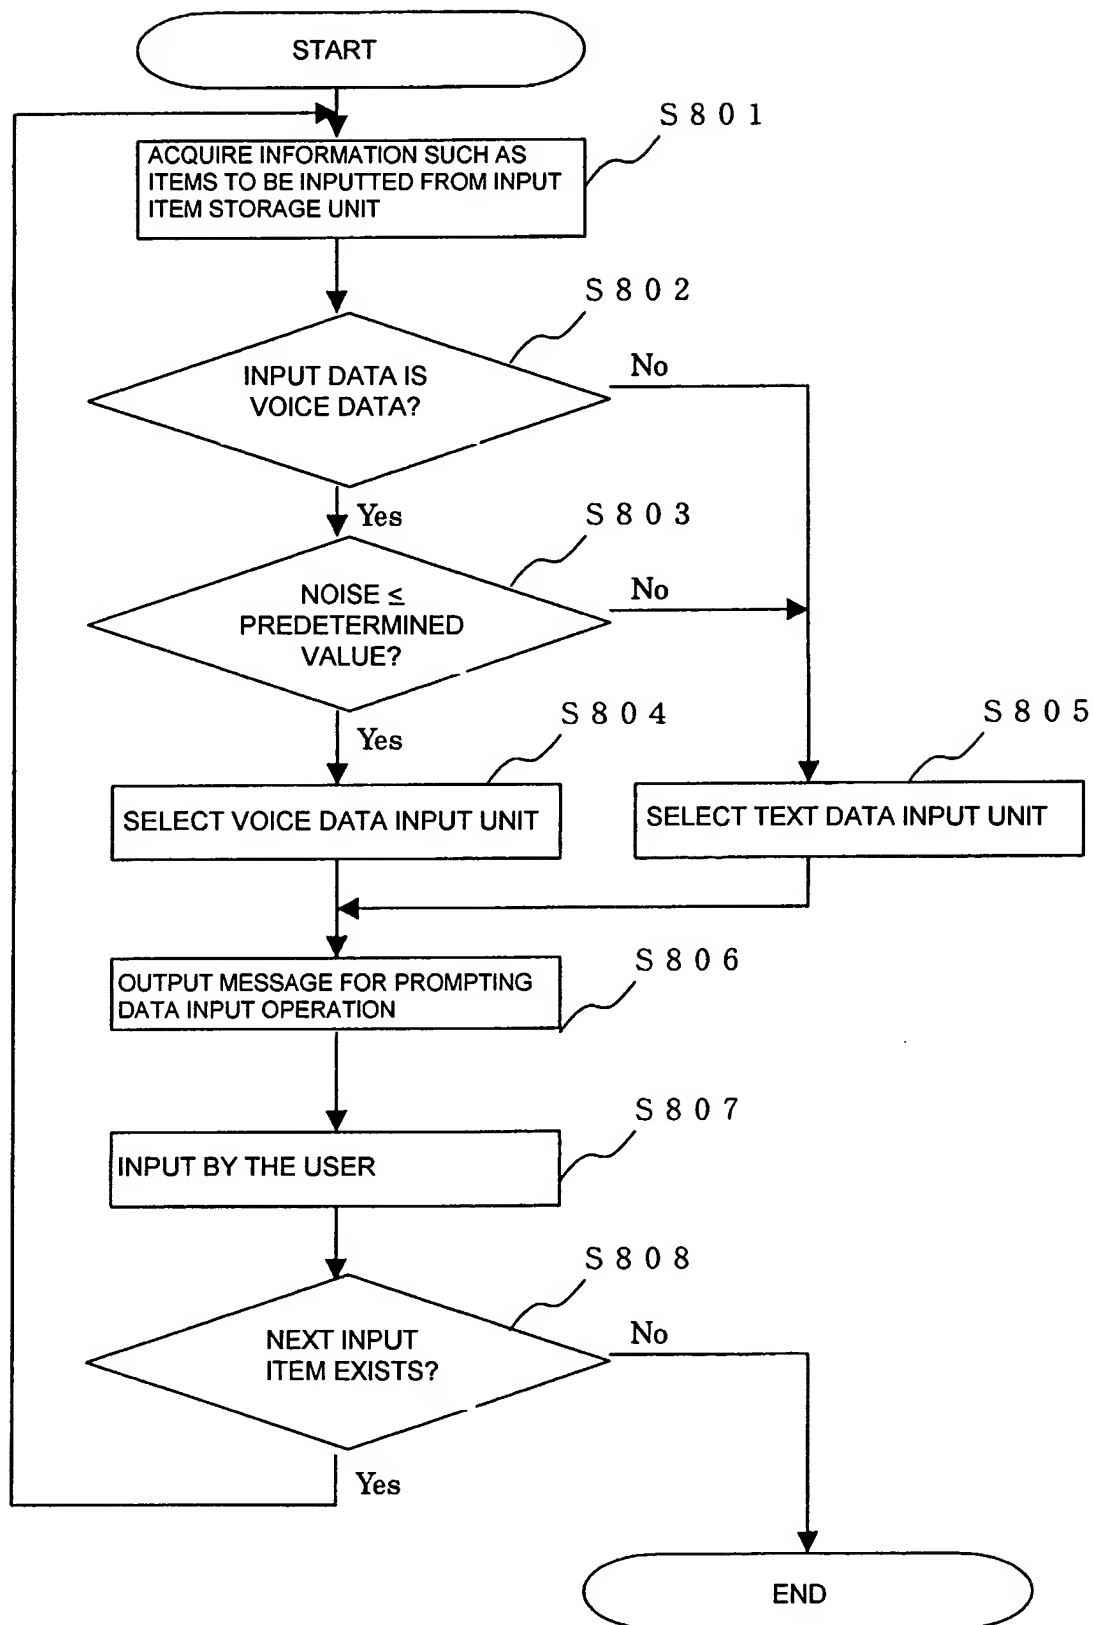 START
S801
ACQUIRE INFORMATION SUCH AS
ITEMS TO BE INPUTTED FROM INPUT
ITEM STORAGE UNIT
S802
INPUT DATA IS
VOICE DATA?
No
Yes
S803
NOISE ≤
PREDETERMINED
VALUE?
No
Yes
S804
S805
SELECT VOICE DATA INPUT UNIT
SELECT TEXT DATA INPUT UNIT
S806
OUTPUT MESSAGE FOR PROMPTING
DATA INPUT OPERATION
S807
INPUT BY THE USER
S808
NEXT INPUT
ITEM EXISTS?
No
Yes
END